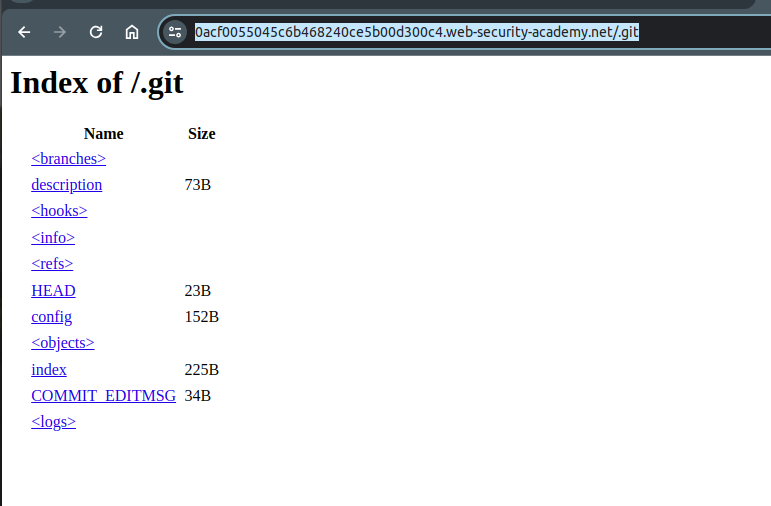 0acf0055045c6b468240ce5b00d300c4.web-security-academy.net/.git
Index of /.git
Name Size
<branches>
description 73B
<hooks>
<info>
<refs>
HEAD 23B
config 152B
<objects>
index 225B
COMMIT_EDITMSG 34B
<logs>